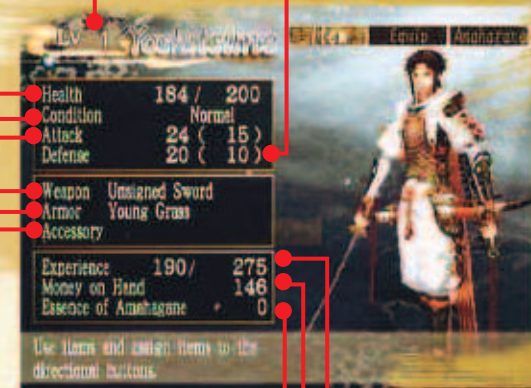 LV 1 Yoshitsune
Equip
Health 184 / 200
Condition Normal
Attack 24 ( 15 )
Defense 20 ( 10 )
Weapon Unsigned Sword
Armor Young Grass
Accessory
Experience 190 / 275
Money on Hand 146
Essence of Amahagane 0
Use items and assign items to the
directional buttons.